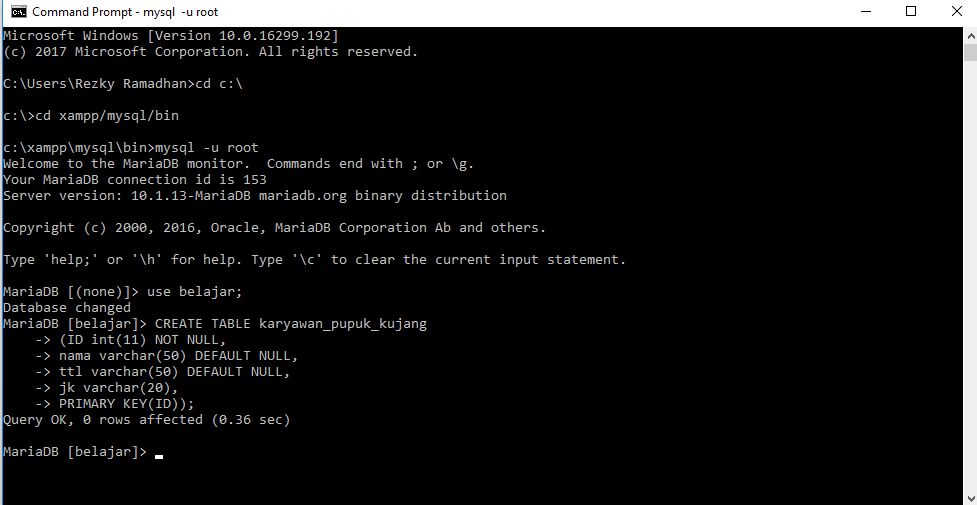 Command Prompt - mysql  -u root
Microsoft Windows [Version 10.0.16299.192]
(c) 2017 Microsoft Corporation. All rights reserved.
C:\Users\Rezky Ramadhan>cd c:\
c:\>cd xampp/mysql/bin
c:\xampp\mysql\bin>mysql -u root
Welcome to the MariaDB monitor.  Commands end with ; or \g.
Your MariaDB connection id is 153
Server version: 10.1.13-MariaDB mariadb.org binary distribution
Copyright (c) 2000, 2016, Oracle, MariaDB Corporation Ab and others.
Type 'help;' or '\h' for help. Type '\c' to clear the current input statement.
MariaDB [(none)]> use belajar;
Database changed
MariaDB [belajar]> CREATE TABLE karyawan_pupuk_kujang
    -> (ID int(11) NOT NULL,
    -> nama varchar(50) DEFAULT NULL,
    -> ttl varchar(50) DEFAULT NULL,
    -> jk varchar(20),
    -> PRIMARY KEY(ID));
Query OK, 0 rows affected (0.36 sec)
MariaDB [belajar]>